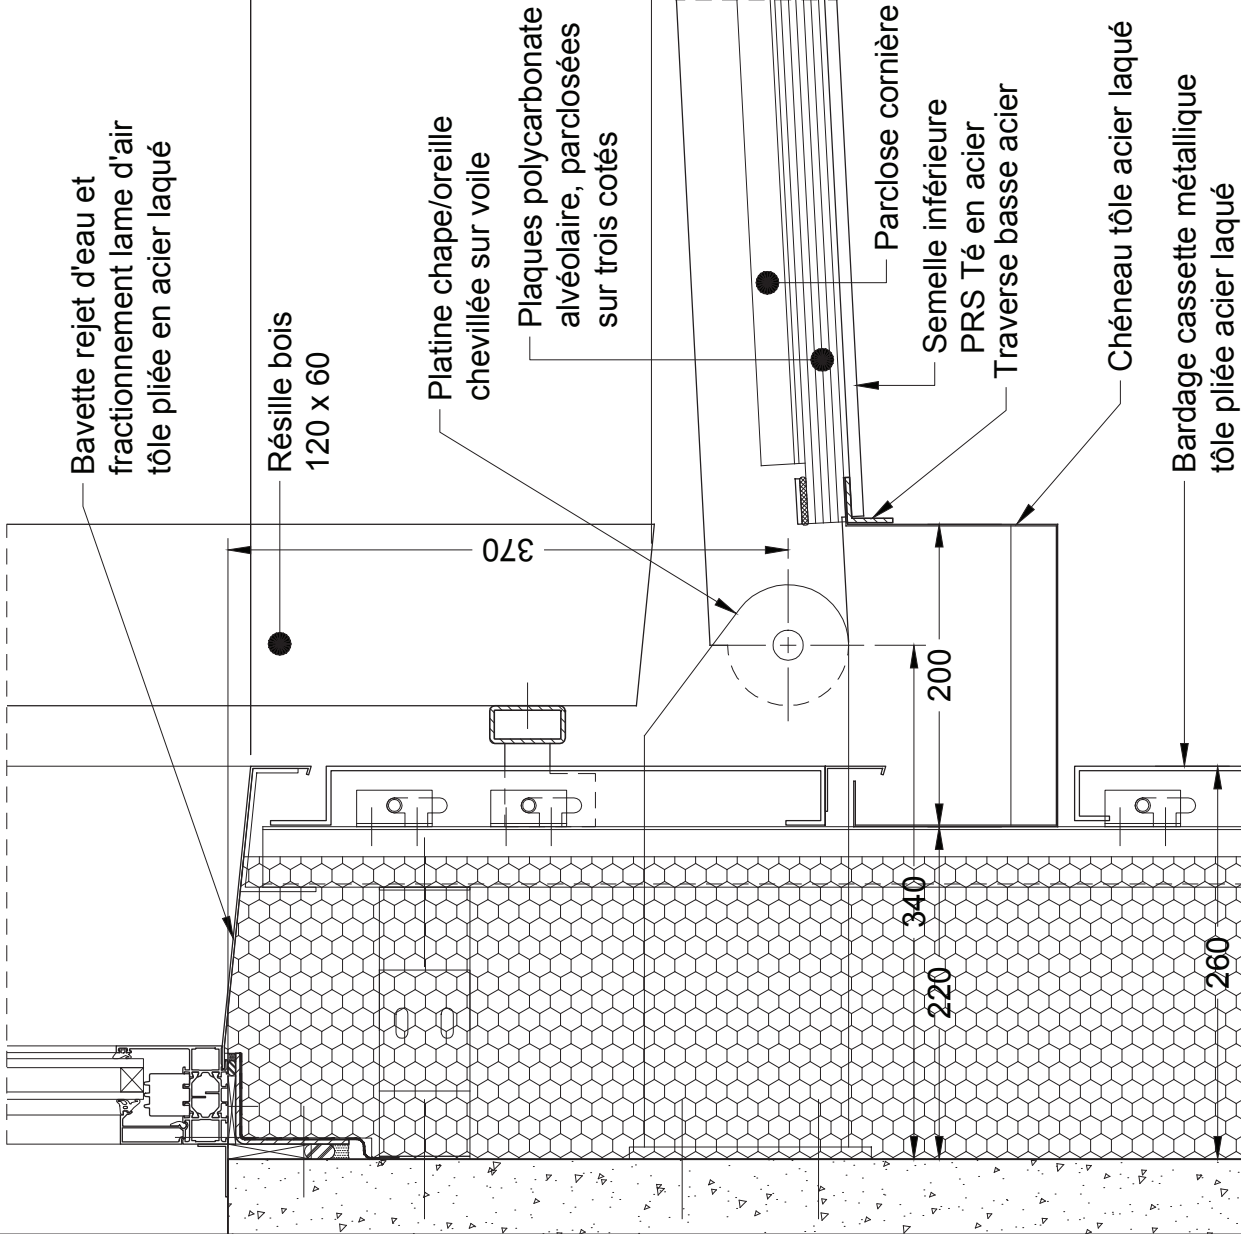 Bavette rejet d'eau et
fractionnement lame d'air
tôle pliée en acier laqué
Résille bois
120 x 60
Platine chape/oreille
chevillée sur voile
Plaques polycarbonate
alvéolaire, parclosées
sur trois cotés
Parclose cornière
Semelle inférieure
PRS Té en acier
Traverse basse acier
Chéneau tôle acier laqué
Bardage cassette métallique
tôle pliée acier laqué
370
200
340
220
260